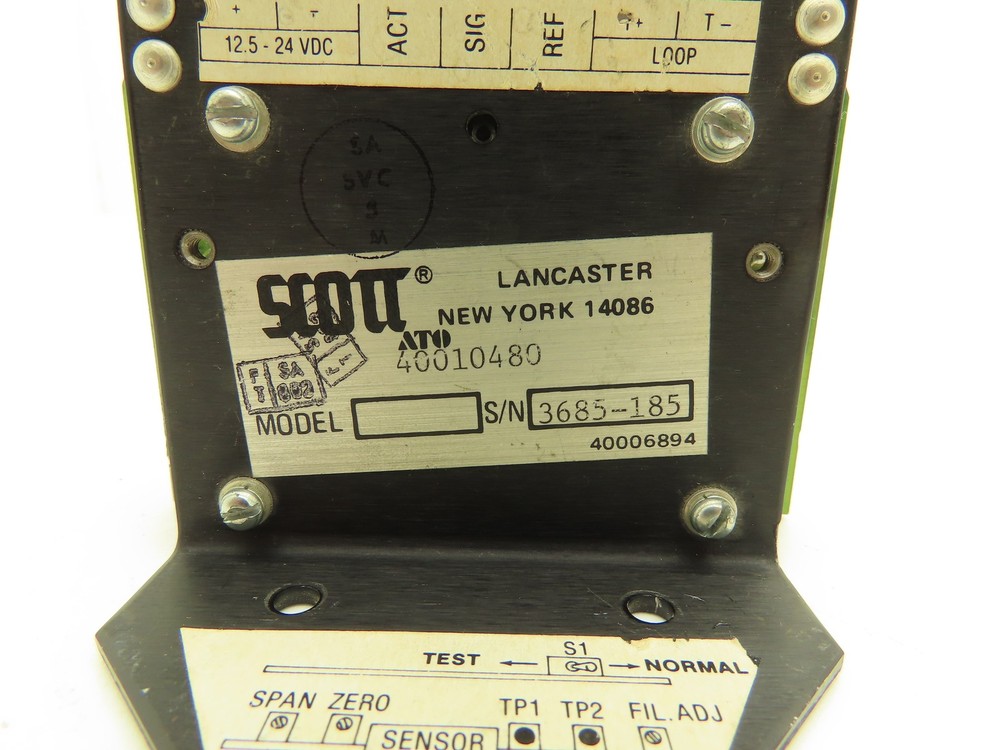 + -
12.5 - 24 VDC ACT SIG REF T+ T-
LOOP
SA
SVC
9
M
SCOTT®
ATO
LANCASTER
NEW YORK 14086
40010480
F T SA 002
MODEL
S/N 3685-185
40006894
TEST S1 NORMAL
SPAN ZERO TP1 TP2 FIL. ADJ
SENSOR